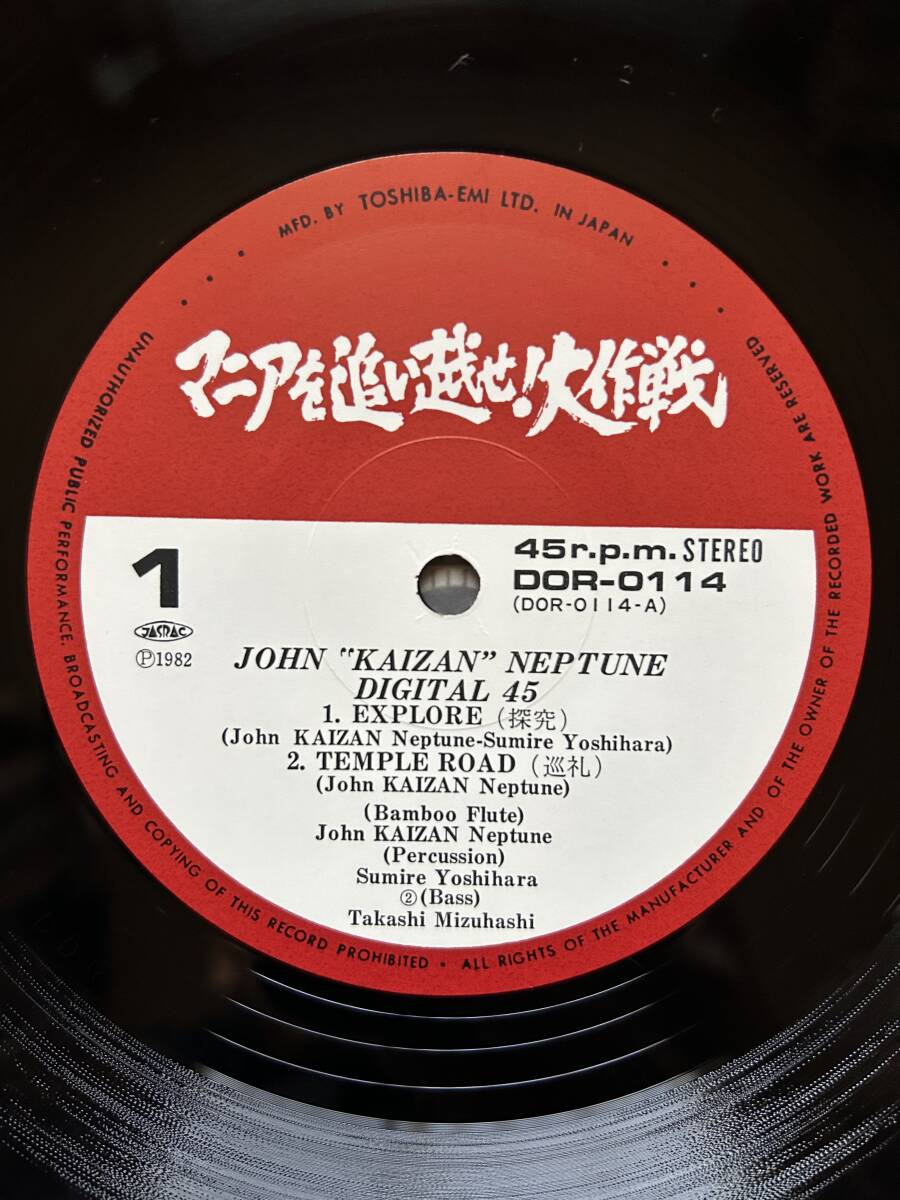 MFD. BY TOSHIBA-EMI LTD. IN JAPAN
マニアを追い越せ!大作戦
1
JASRAC
Ⓟ1982
45r.p.m. STEREO
DOR-0114
(DOR-0114-A)
JOHN "KAIZAN" NEPTUNE
DIGITAL 45
1. EXPLORE (探究)
(John KAIZAN Neptune-Sumire Yoshihara)
2. TEMPLE ROAD (巡礼)
(John KAIZAN Neptune)
(Bamboo Flute)
John KAIZAN Neptune
(Percussion)
Sumire Yoshihara
②(Bass)
Takashi Mizuhashi
UNAUTHORIZED PUBLIC PERFORMANCE, BROADCASTING AND COPYING OF THIS RECORD PROHIBITED • ALL RIGHTS OF THE MANUFACTURER AND OF THE OWNER OF THE RECORDED WORK ARE RESERVED